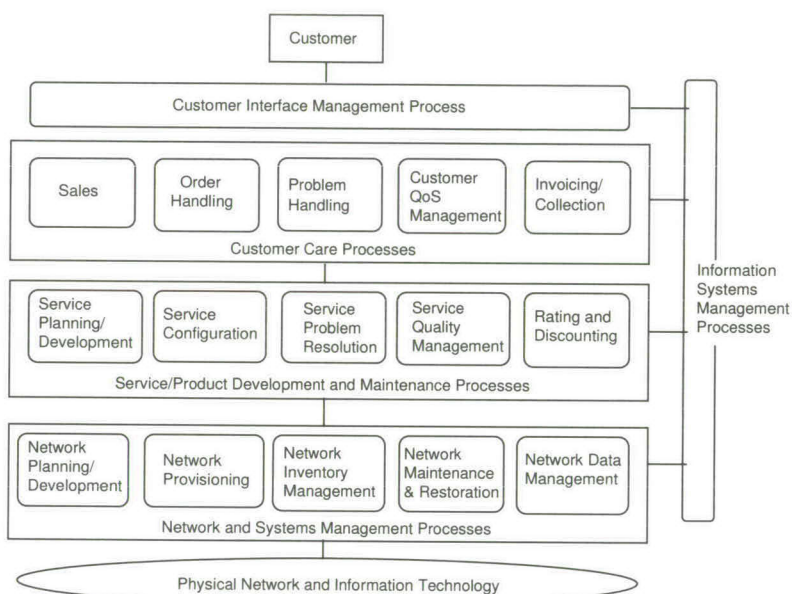 Customer
Customer Interface Management Process
Sales
Order
Handling
Problem
Handling
Customer
QoS
Management
Invoicing/
Collection
Customer Care Processes
Information
Systems
Management
Processes
Service
Planning/
Development
Service
Configuration
Service
Problem
Resolution
Service
Quality
Management
Rating and
Discounting
Service/Product Development and Maintenance Processes
Network
Planning/
Development
Network
Provisioning
Network
Inventory
Management
Network
Maintenance
& Restoration
Network Data
Management
Network and Systems Management Processes
Physical Network and Information Technology